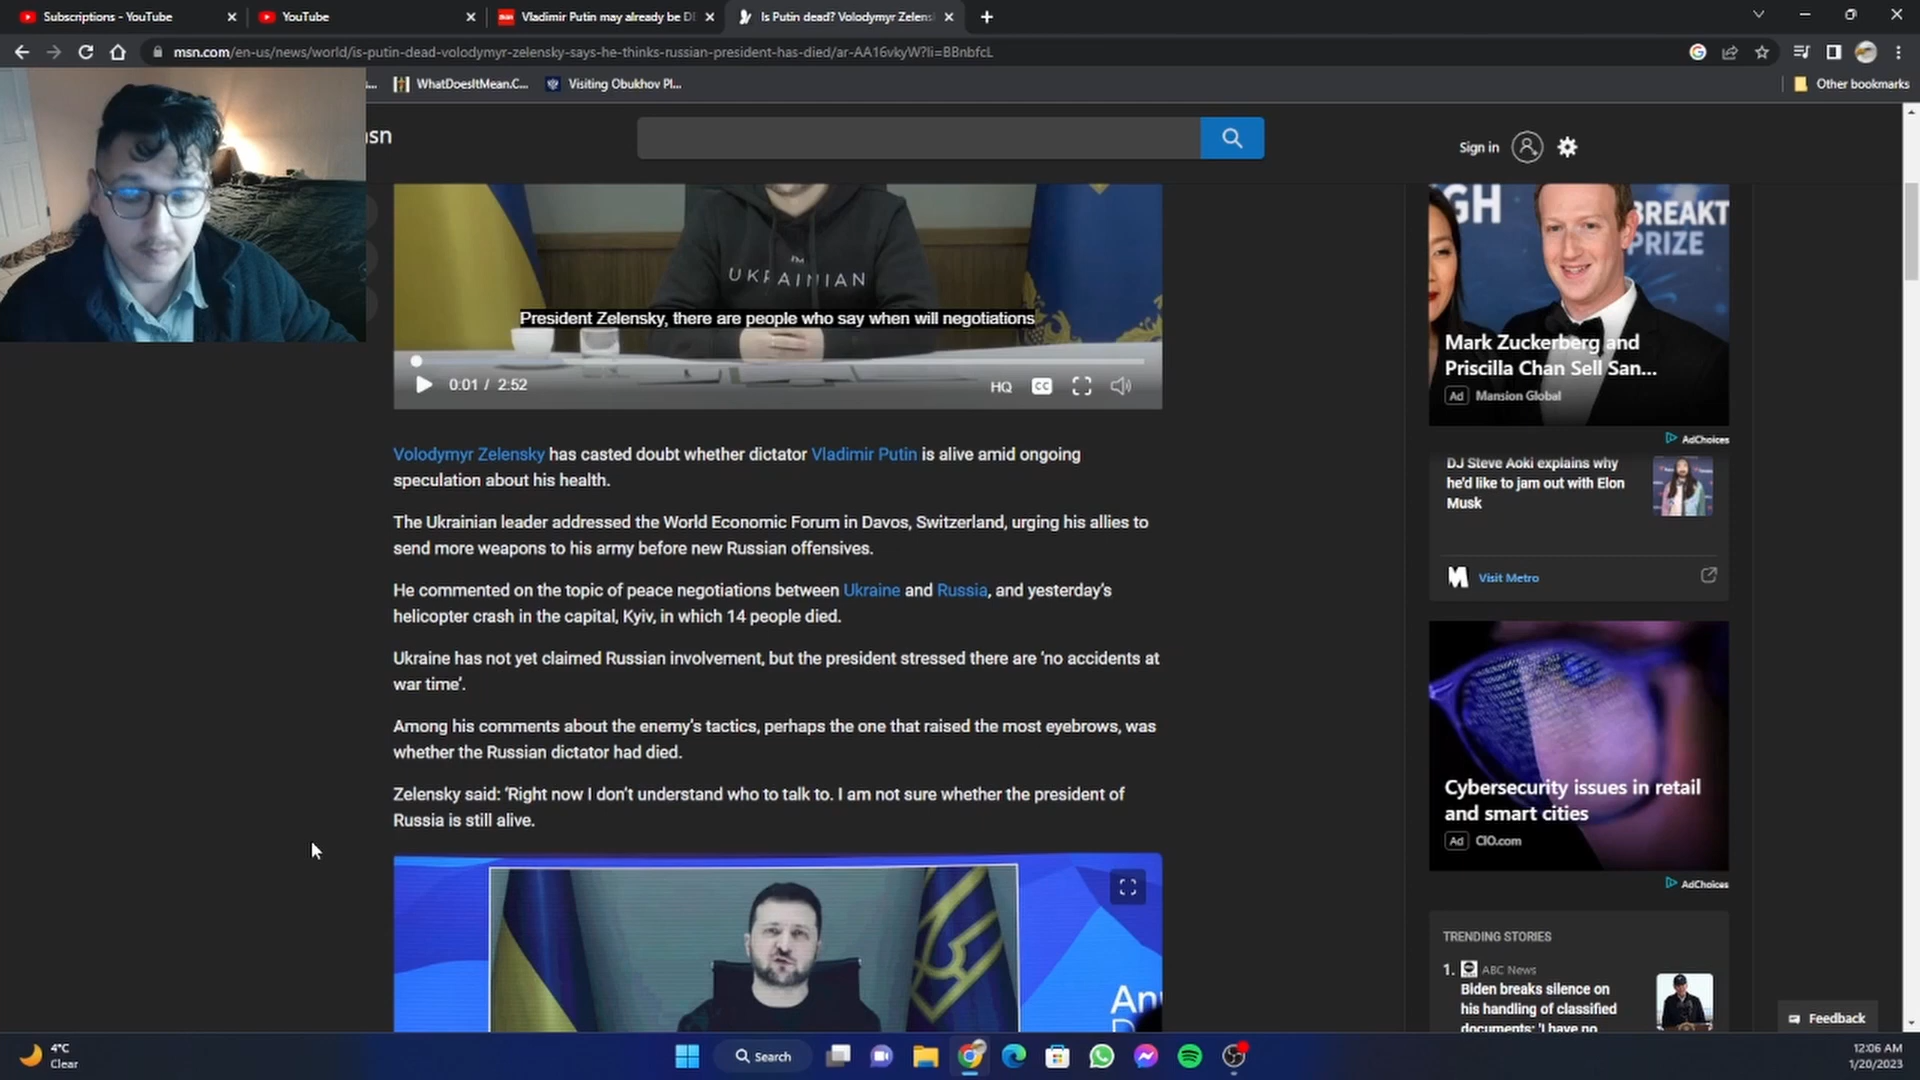 Subscriptions - YouTube
YouTube
Vladimir Putin may already be DE
Is Putin dead? Volodymyr Zelens
msn.com/en-us/news/world/is-putin-dead-volodymyr-zelensky-says-he-thinks-russian-president-has-died/ar-AA16vkyW?li=BBnbfcL
WhatDoesItMean.C...
Visiting Obukhov Pl...
Other bookmarks
msn
Sign in
I'M
UKRAINIAN
President Zelensky, there are people who say when will negotiations
0:01 / 2:52
HQ
CC
Volodymyr Zelensky has casted doubt whether dictator Vladimir Putin is alive amid ongoing
speculation about his health.
The Ukrainian leader addressed the World Economic Forum in Davos, Switzerland, urging his allies to
send more weapons to his army before new Russian offensives.
He commented on the topic of peace negotiations between Ukraine and Russia, and yesterday's
helicopter crash in the capital, Kyiv, in which 14 people died.
Ukraine has not yet claimed Russian involvement, but the president stressed there are 'no accidents at
war time'.
Among his comments about the enemy's tactics, perhaps the one that raised the most eyebrows, was
whether the Russian dictator had died.
Zelensky said: 'Right now I don't understand who to talk to. I am not sure whether the president of
Russia is still alive.
An
GH
BREAKT
PRIZE
Mark Zuckerberg and
Priscilla Chan Sell San...
Ad Mansion Global
AdChoices
DJ Steve Aoki explains why
he'd like to jam out with Elon
Musk
Visit Metro
Cybersecurity issues in retail
and smart cities
Ad CIO.com
AdChoices
TRENDING STORIES
1. ABC News
Biden breaks silence on
his handling of classified
documents: 'I have no
Feedback
4°C
Clear
Search
12:06 AM
1/20/2023